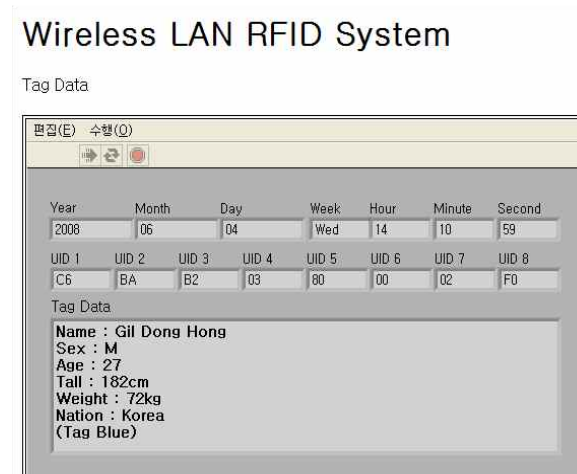 Wireless LAN RFID System
Tag Data
편집(E) 수행(O)
Year Month Day Week Hour Minute Second
2008 06 04 Wed 14 10 59
UID 1 UID 2 UID 3 UID 4 UID 5 UID 6 UID 7 UID 8
C6 BA B2 03 80 00 02 F0
Tag Data
Name : Gil Dong Hong
Sex : M
Age : 27
Tall : 182cm
Weight : 72kg
Nation : Korea
(Tag Blue)